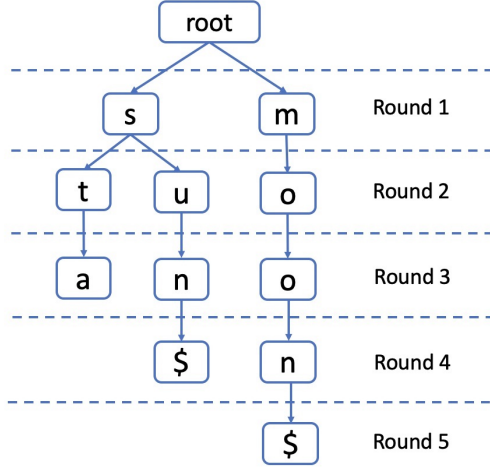 root
s m Round 1
t u o Round 2
a n o Round 3
$ n Round 4
$ Round 5